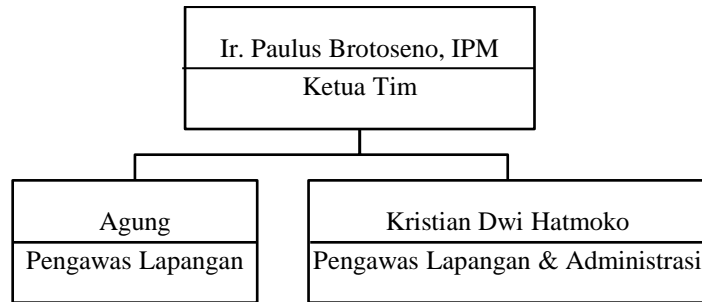 Ir. Paulus Brotoseno, IPM
Ketua Tim
Agung
Pengawas Lapangan
Kristian Dwi Hatmoko
Pengawas Lapangan & Administrasi